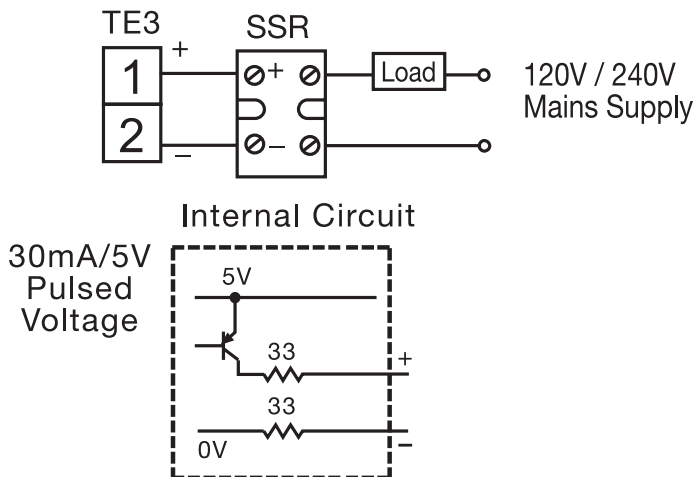 TE3
SSR
1
+
+
Load
120V / 240V
Mains Supply
2
−
−
Internal Circuit
30mA/5V
Pulsed
Voltage
5V
33
+
33
0V
−